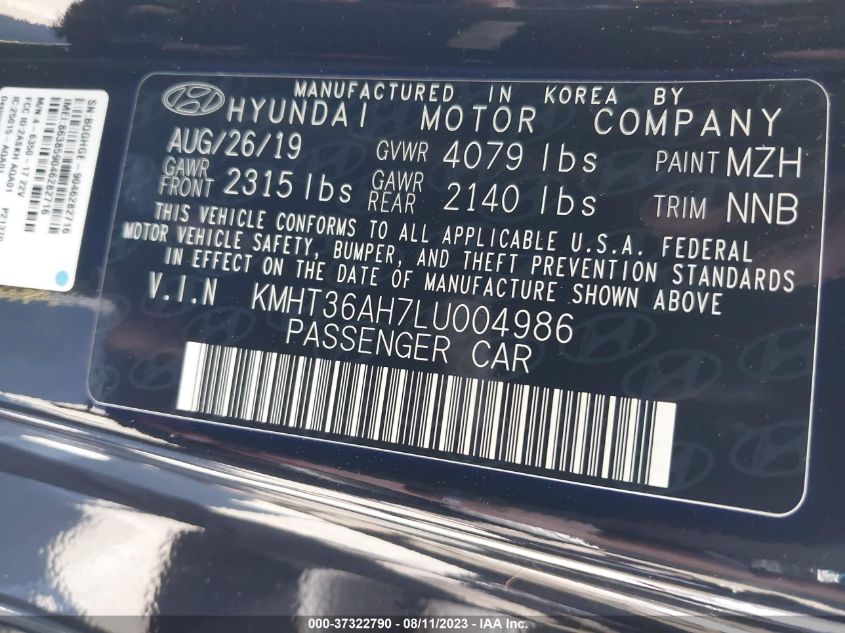 MANUFACTURED IN KOREA BY
HYUNDAI MOTOR COMPANY
AUG/26/19 GVWR 4079 lbs PAINT MZH
GAWR FRONT 2315 lbs GAWR REAR 2140 lbs TRIM NNB
THIS VEHICLE CONFORMS TO ALL APPLICABLE U.S.A. FEDERAL
MOTOR VEHICLE SAFETY, BUMPER, AND THEFT PREVENTION STANDARDS
IN EFFECT ON THE DATE OF MANUFACTURE SHOWN ABOVE
V.I.N KMHT36AH7LU004986
PASSENGER CAR
000-37322790 - 08/11/2023 - IAA Inc.